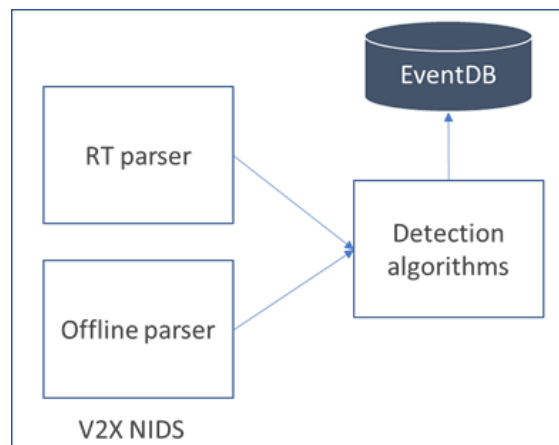 EventDB
RT parser
Detection
algorithms
Offline parser
V2X NIDS